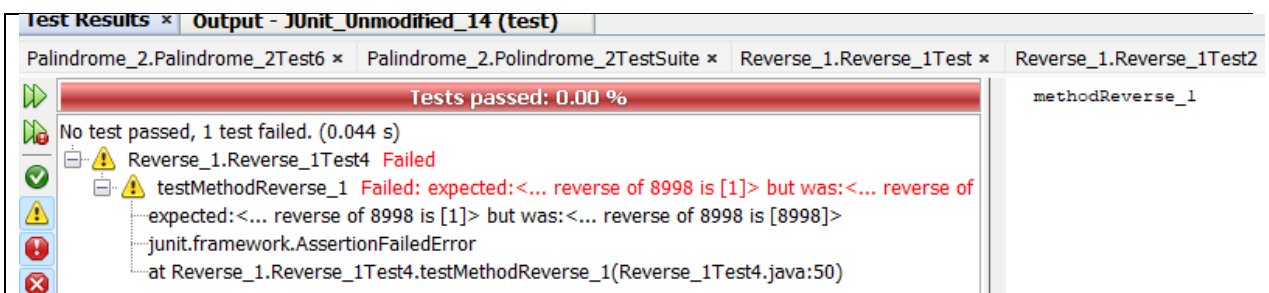 Test Results × Output - JUnit_Unmodified_14 (test)
Palindrome_2.Palindrome_2Test6 × Palindrome_2.Polindrome_2TestSuite × Reverse_1.Reverse_1Test × Reverse_1.Reverse_1Test2
Tests passed: 0.00 %
methodReverse_1
No test passed, 1 test failed. (0.044 s)
Reverse_1.Reverse_1Test4 Failed
testMethodReverse_1 Failed: expected:<... reverse of 8998 is [1]> but was:<... reverse of
expected:<... reverse of 8998 is [1]> but was:<... reverse of 8998 is [8998]>
junit.framework.AssertionFailedError
at Reverse_1.Reverse_1Test4.testMethodReverse_1(Reverse_1Test4.java:50)